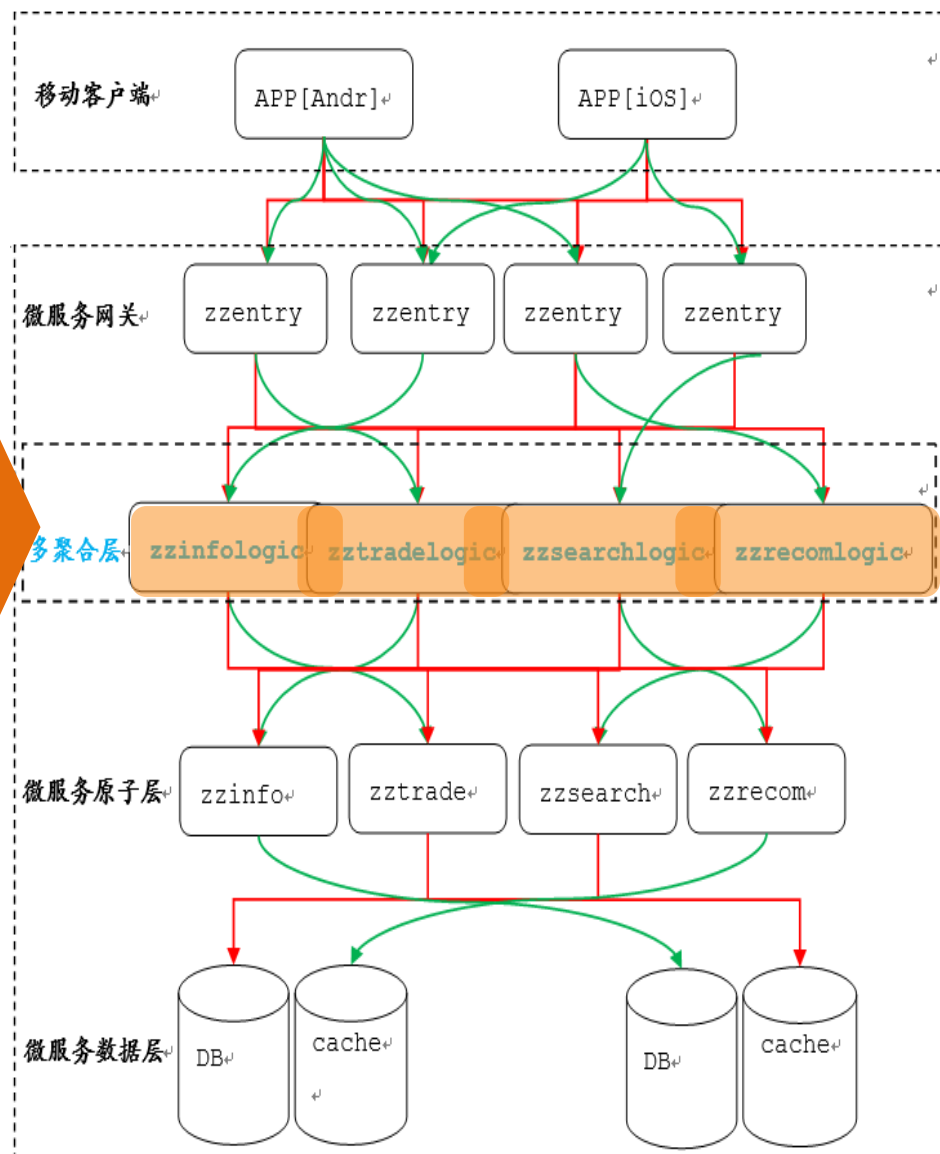 移动客户端
APP[Andr]
APP[iOS]
微服务网关
zzentry
zzentry
zzentry
zzentry
多聚合层
zzinfologic
zztradelogic
zzsearchlogic
zzrecomlogic
微服务原子层
zzinfo
zztrade
zzsearch
zzrecom
微服务数据层
DB
cache
DB
cache